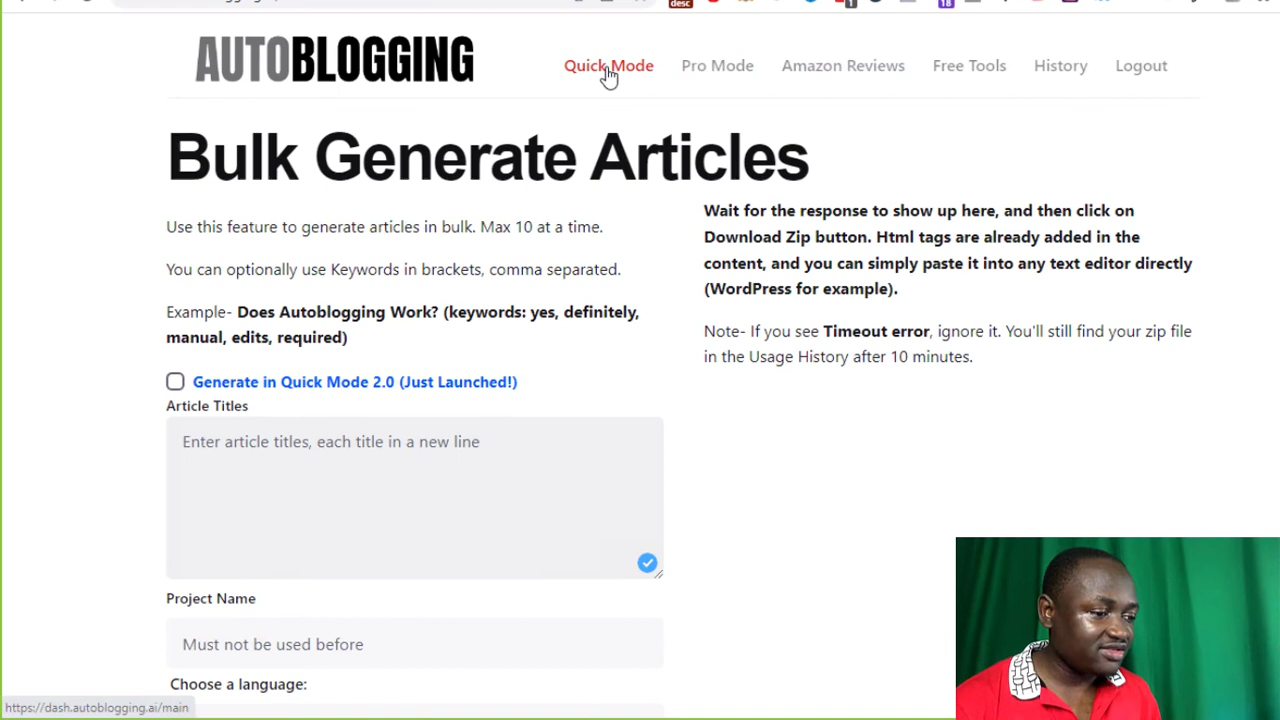 desc
1
18
AUTOBLOGGING
Quick Mode
Pro Mode
Amazon Reviews
Free Tools
History
Logout
Bulk Generate Articles
Use this feature to generate articles in bulk. Max 10 at a time.
You can optionally use Keywords in brackets, comma separated.
Example- Does Autoblogging Work? (keywords: yes, definitely,
manual, edits, required)
Generate in Quick Mode 2.0 (Just Launched!)
Article Titles
Enter article titles, each title in a new line
Project Name
Must not be used before
Choose a language:
Wait for the response to show up here, and then click on
Download Zip button. Html tags are already added in the
content, and you can simply paste it into any text editor directly
(WordPress for example).
Note- If you see Timeout error, ignore it. You'll still find your zip file
in the Usage History after 10 minutes.
https://dash.autoblogging.ai/main